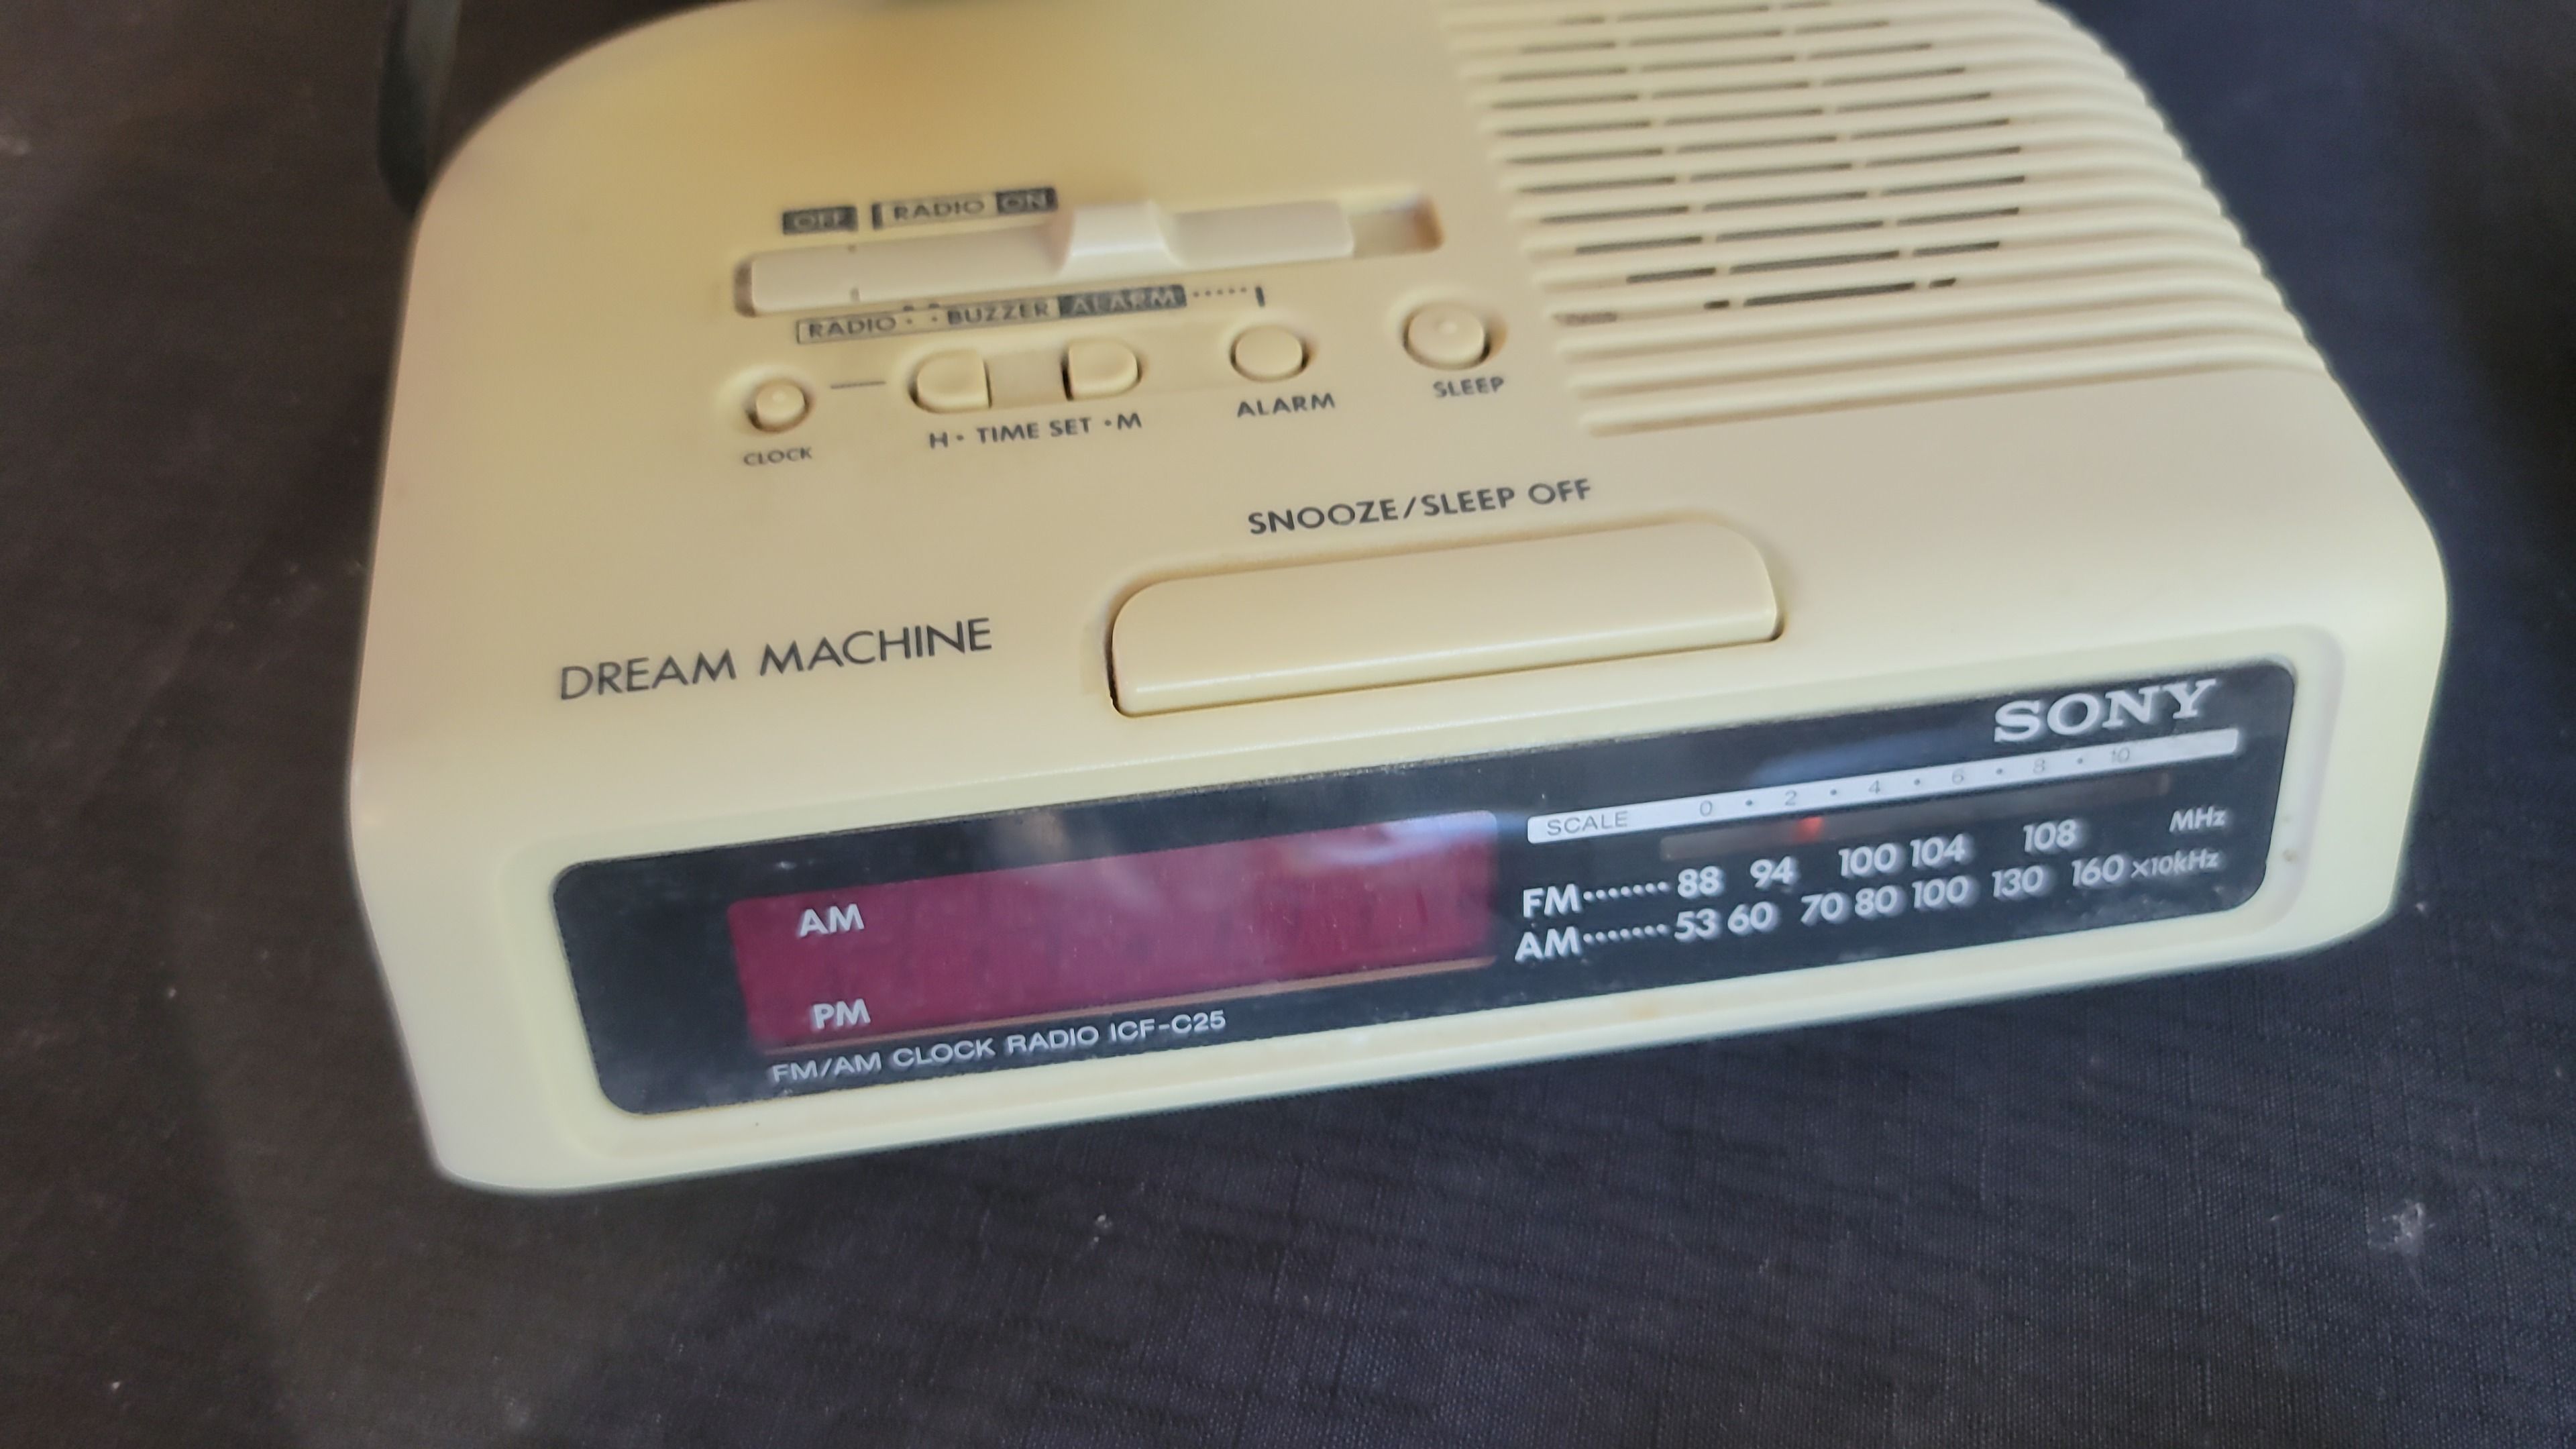 OFF RADIO ON
RADIO · · BUZZER ALARM
CLOCK
H • TIME SET • M
ALARM
SLEEP
SNOOZE/SLEEP OFF
DREAM MACHINE
SONY
SCALE 0 • 2 • 4 • 6 • 8 • 10
FM······· 88 94 100 104 108 MHz
AM······· 53 60 70 80 100 130 160 ×10kHz
AM
PM
FM/AM CLOCK RADIO ICF-C25